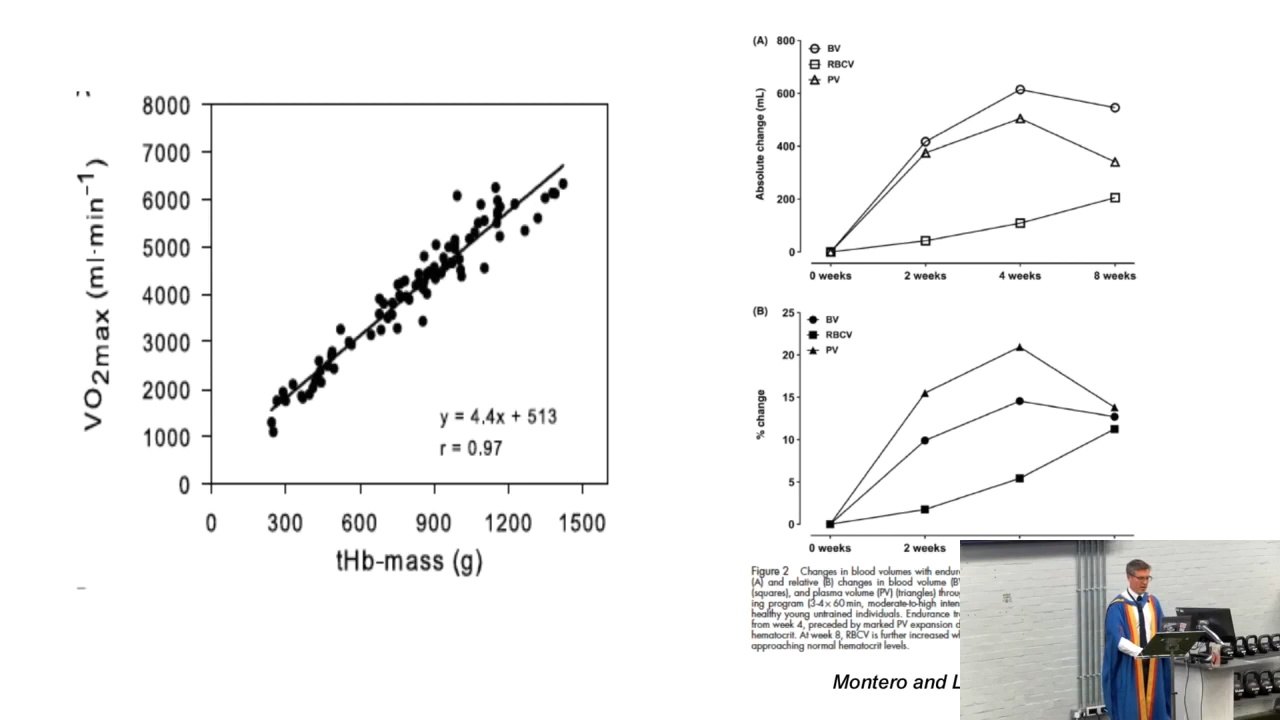 8000
7000
6000
5000
4000
3000
2000
1000
0
VO2max (ml·min−1)
y = 4.4x + 513
r = 0.97
0 300 600 900 1200 1500
tHb-mass (g)
(A)
800
600
400
200
0
Absolute change (mL)
BV
RBCV
PV
0 weeks 2 weeks 4 weeks 8 weeks
(B)
25
20
15
10
5
0
% change
BV
RBCV
PV
0 weeks 2 weeks
Figure 2 Changes in blood volumes with
(A) and relative (B) changes in blood volume
(squares), and plasma volume (PV) (triangles)
ing program (3-4 × 60 min, moderate-to-high
healthy young untrained individuals. Endurance
from week 4, preceded by marked PV expansion
hematocrit. At week 8, RBCV is further increased
approaching normal hematocrit levels.
Montero and L